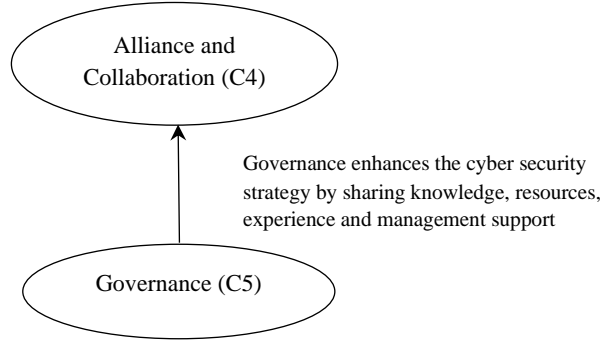 Alliance and
Collaboration (C4)
Governance enhances the cyber security
strategy by sharing knowledge, resources,
experience and management support
Governance (C5)